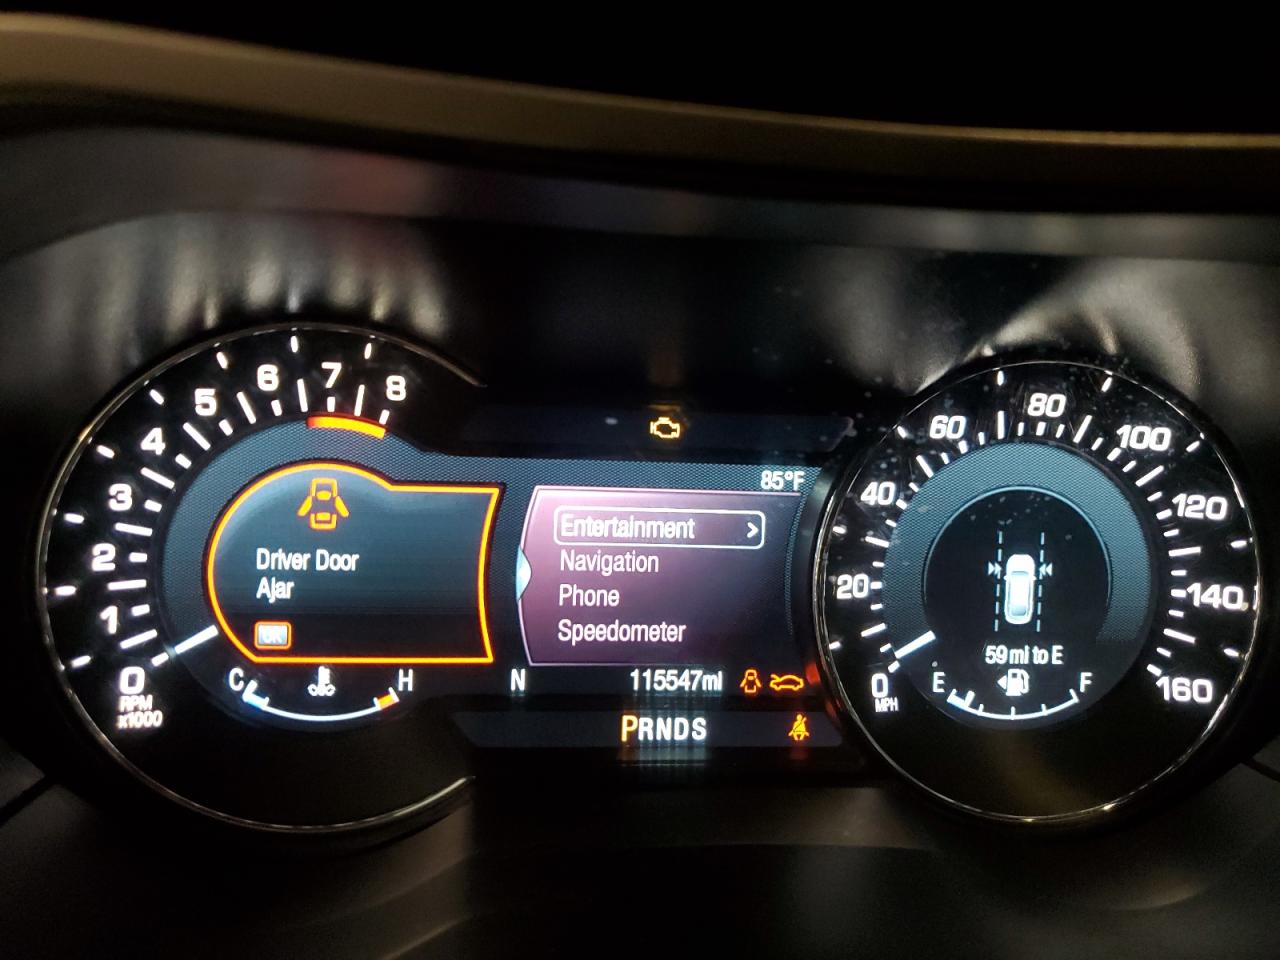 8
7
6
5
4
3
2
1
0
RPM
x1000
Driver Door
Ajar
OK
C
H
85°F
Entertainment >
Navigation
Phone
Speedometer
N
115547mi
PRNDS
0
MPH
20
40
60
80
100
120
140
160
59 mi to E
E
F